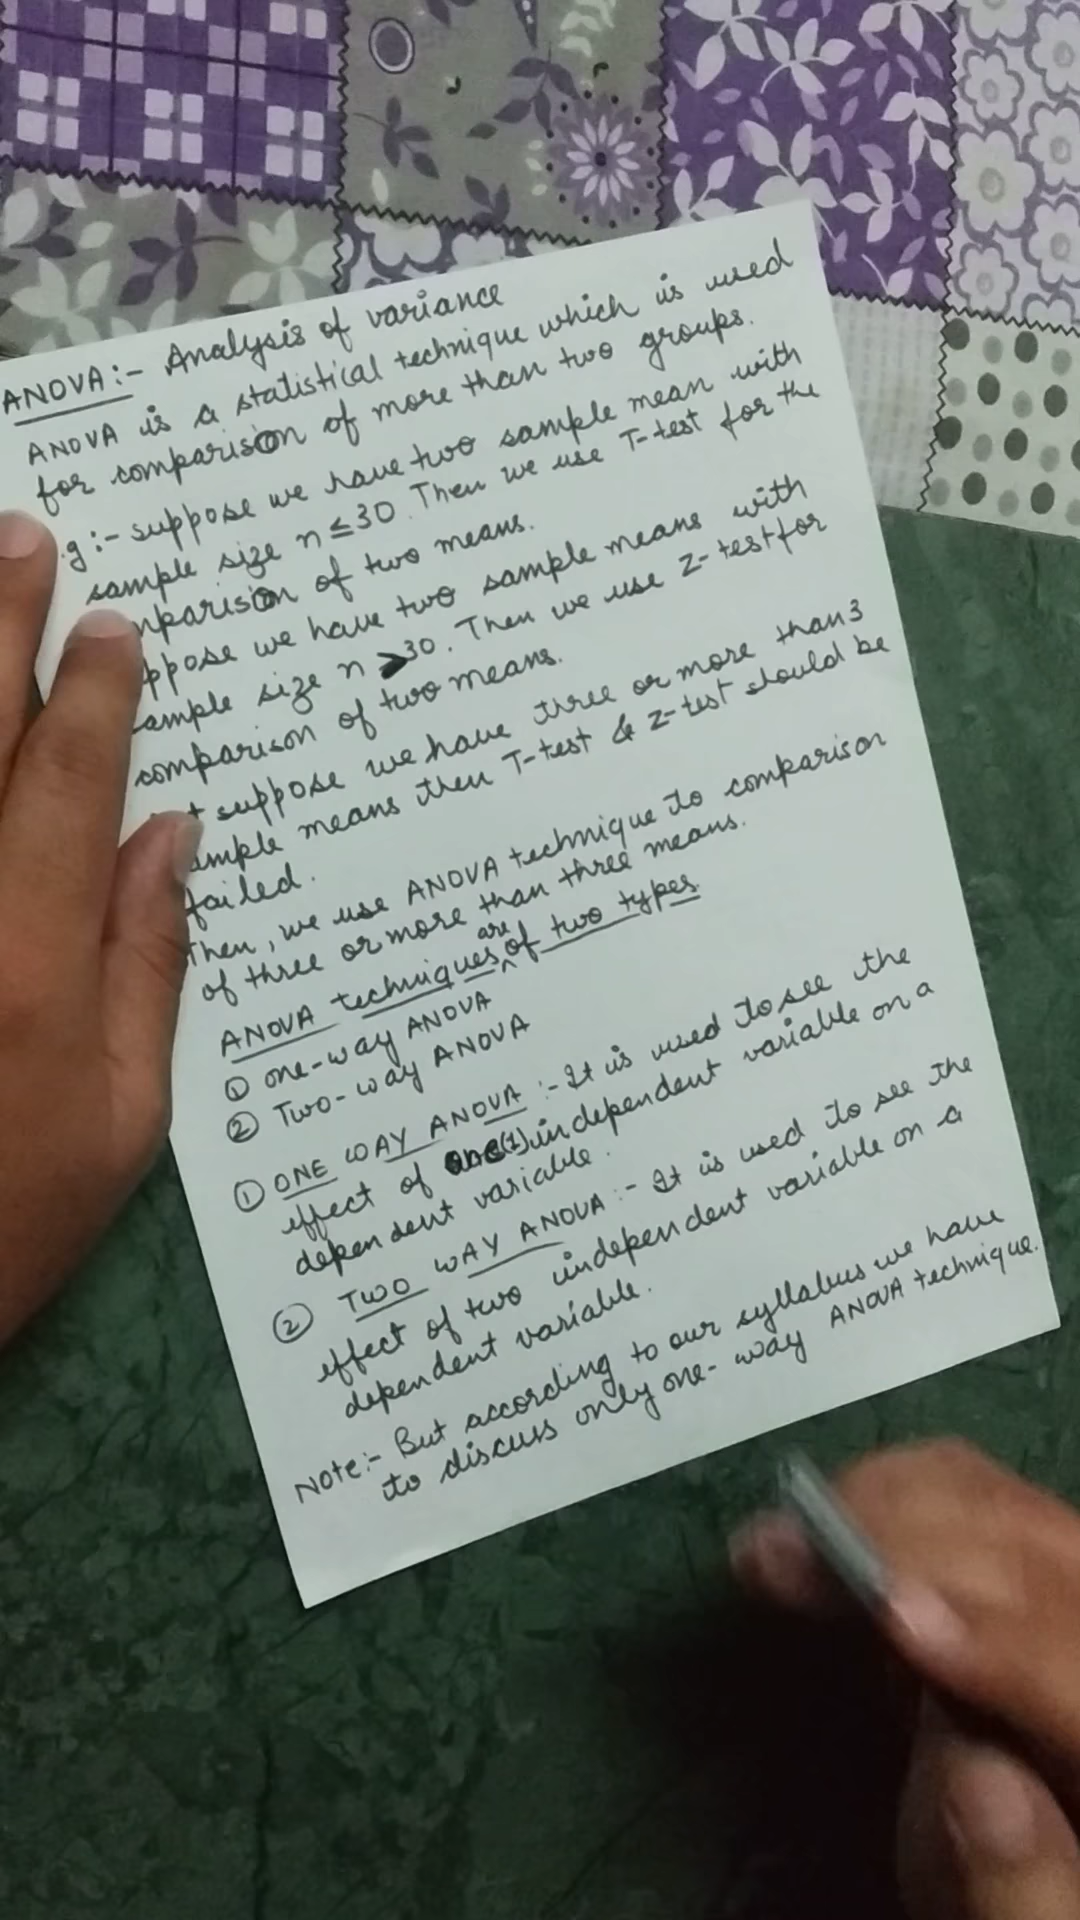 ANOVA:- Analysis of variance
ANOVA is a statistical technique which is used
for comparision of more than two groups.
.g :- suppose we have two sample mean with
sample size n ≤ 30. Then we use T-test for the
mparision of two means.
ppose we have two sample means with
ample size n > 30. Then we use z-test for
comparison of two means.
t suppose we have three or more than 3
ample means then T-test & z-test should be
failed.
Then, we use ANOVA technique to comparison
of three or more than three means.
ANOVA techniques are of two types
① one-way ANOVA
② Two-way ANOVA
① ONE WAY ANOVA :- It is used to see the
effect of one(1) independent variable on a
dependent variable.
② TWO WAY ANOVA :- It is used to see the
effect of two independent variable on a
dependent variable.
Note:- But according to our syllabus we have
to discuss only one-way ANOVA technique.